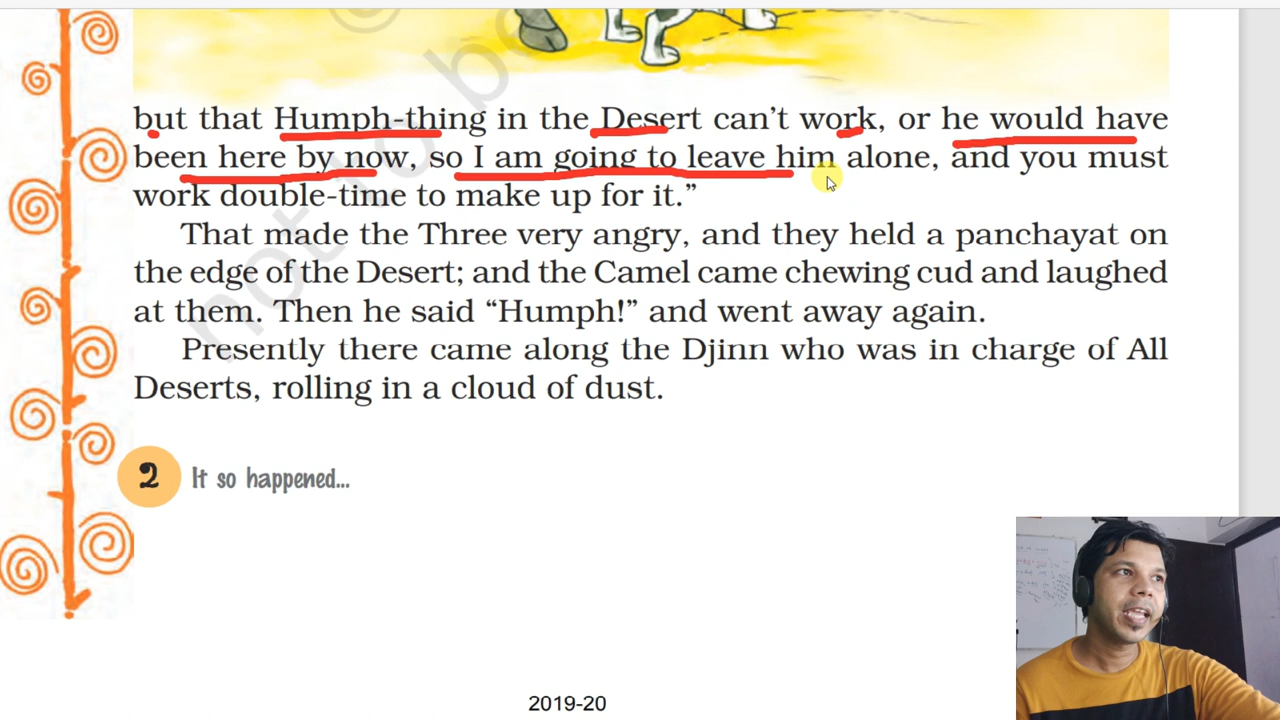 but that Humph-thing in the Desert can't work, or he would have
been here by now, so I am going to leave him alone, and you must
work double-time to make up for it.”
That made the Three very angry, and they held a panchayat on
the edge of the Desert; and the Camel came chewing cud and laughed
at them. Then he said “Humph!” and went away again.
Presently there came along the Djinn who was in charge of All
Deserts, rolling in a cloud of dust.
2 It so happened...
2019-20
not to be